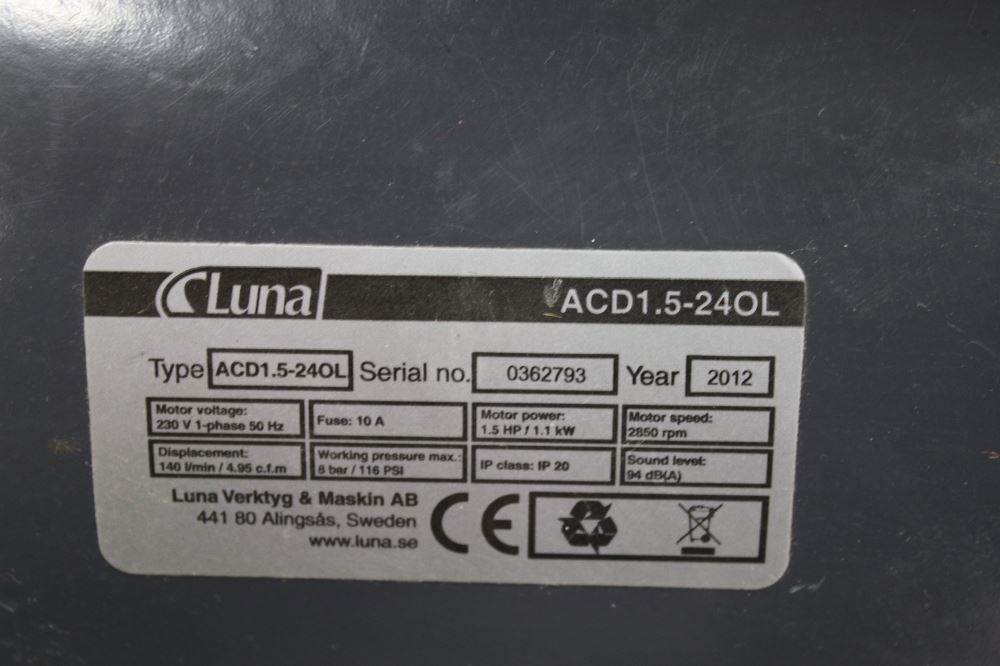 Luna ACD1.5-24OL
Type ACD1.5-24OL Serial no. 0362793 Year 2012
Motor voltage: 230 V 1-phase 50 Hz
Fuse: 10 A
Motor power: 1.5 HP / 1.1 kW
Motor speed: 2850 rpm
Displacement: 140 l/min / 4.95 c.f.m
Working pressure max.: 8 bar / 116 PSI
IP class: IP 20
Sound level: 94 dB(A)
Luna Verktyg & Maskin AB
441 80 Alingsås, Sweden
www.luna.se
CE